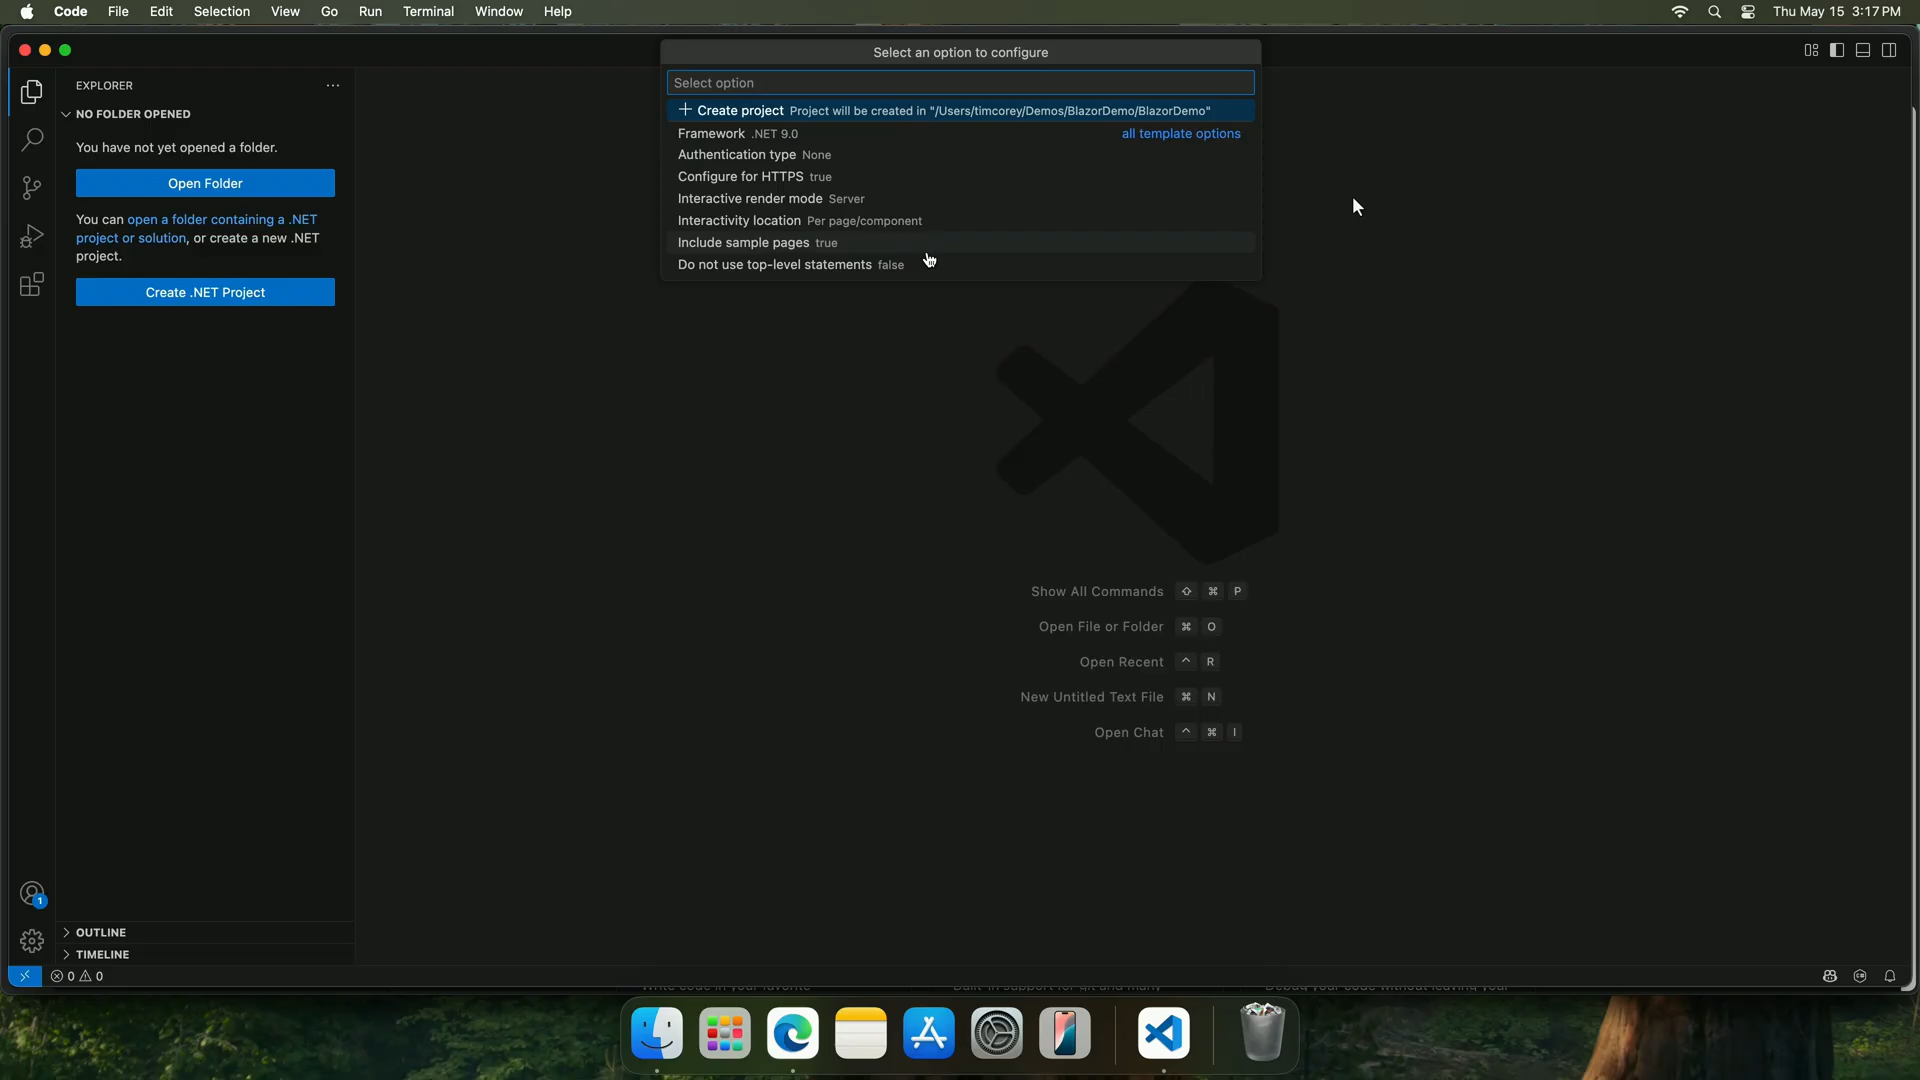 Code File Edit Selection View Go Run Terminal Window Help Thu May 15 3:17 PM
Select an option to configure
Select option
Create project Project will be created in "/Users/timcorey/Demos/BlazorDemo/BlazorDemo"
Framework .NET 9.0 all template options
Authentication type None
Configure for HTTPS true
Interactive render mode Server
Interactivity location Per page/component
Include sample pages true
Do not use top-level statements false
EXPLORER
NO FOLDER OPENED
You have not yet opened a folder.
Open Folder
You can open a folder containing a .NET
project or solution, or create a new .NET
project.
Create .NET Project
Show All Commands ⇧ ⌘ P
Open File or Folder ⌘ O
Open Recent ^ R
New Untitled Text File ⌘ N
Open Chat ^ ⌘ I
1
OUTLINE
TIMELINE
0 0